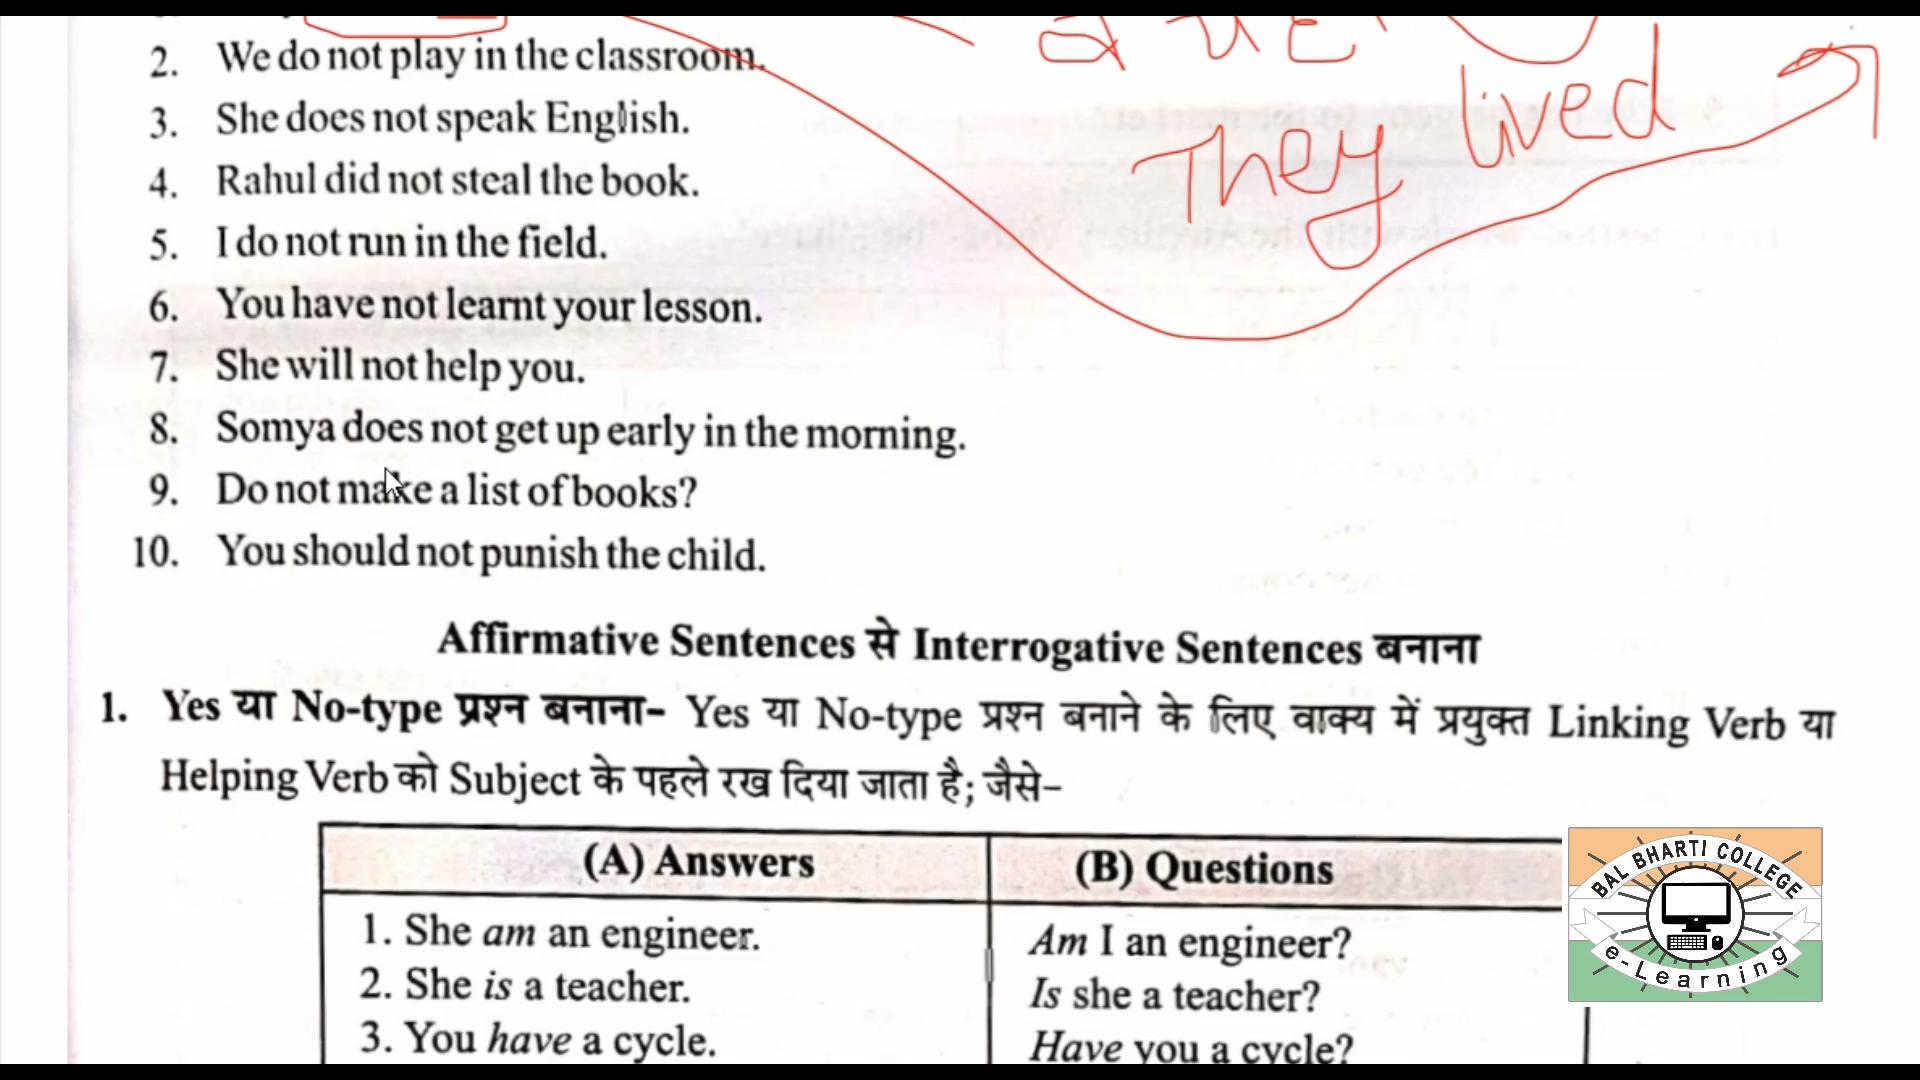 2. We do not play in the classroom.
3. She does not speak English.
4. Rahul did not steal the book.
5. I do not run in the field.
6. You have not learnt your lesson.
7. She will not help you.
8. Somya does not get up early in the morning.
9. Do not make a list of books?
10. You should not punish the child.
They lived
Affirmative Sentences से Interrogative Sentences बनाना
1. Yes या No-type प्रश्न बनाना– Yes या No-type प्रश्न बनाने के लिए वाक्य में प्रयुक्त Linking Verb या
Helping Verb को Subject के पहले रख दिया जाता है; जैसे–
(A) Answers (B) Questions
1. She am an engineer. Am I an engineer?
2. She is a teacher. Is she a teacher?
3. You have a cycle. Have you a cycle?
BAL BHARTI COLLEGE
e-Learning